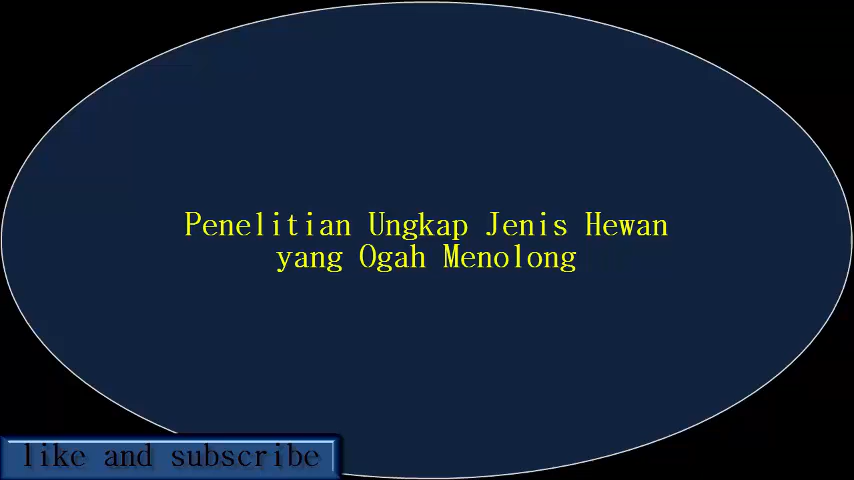 Penelitian Ungkap Jenis Hewan
yang Ogah Menolong
like and subscribe